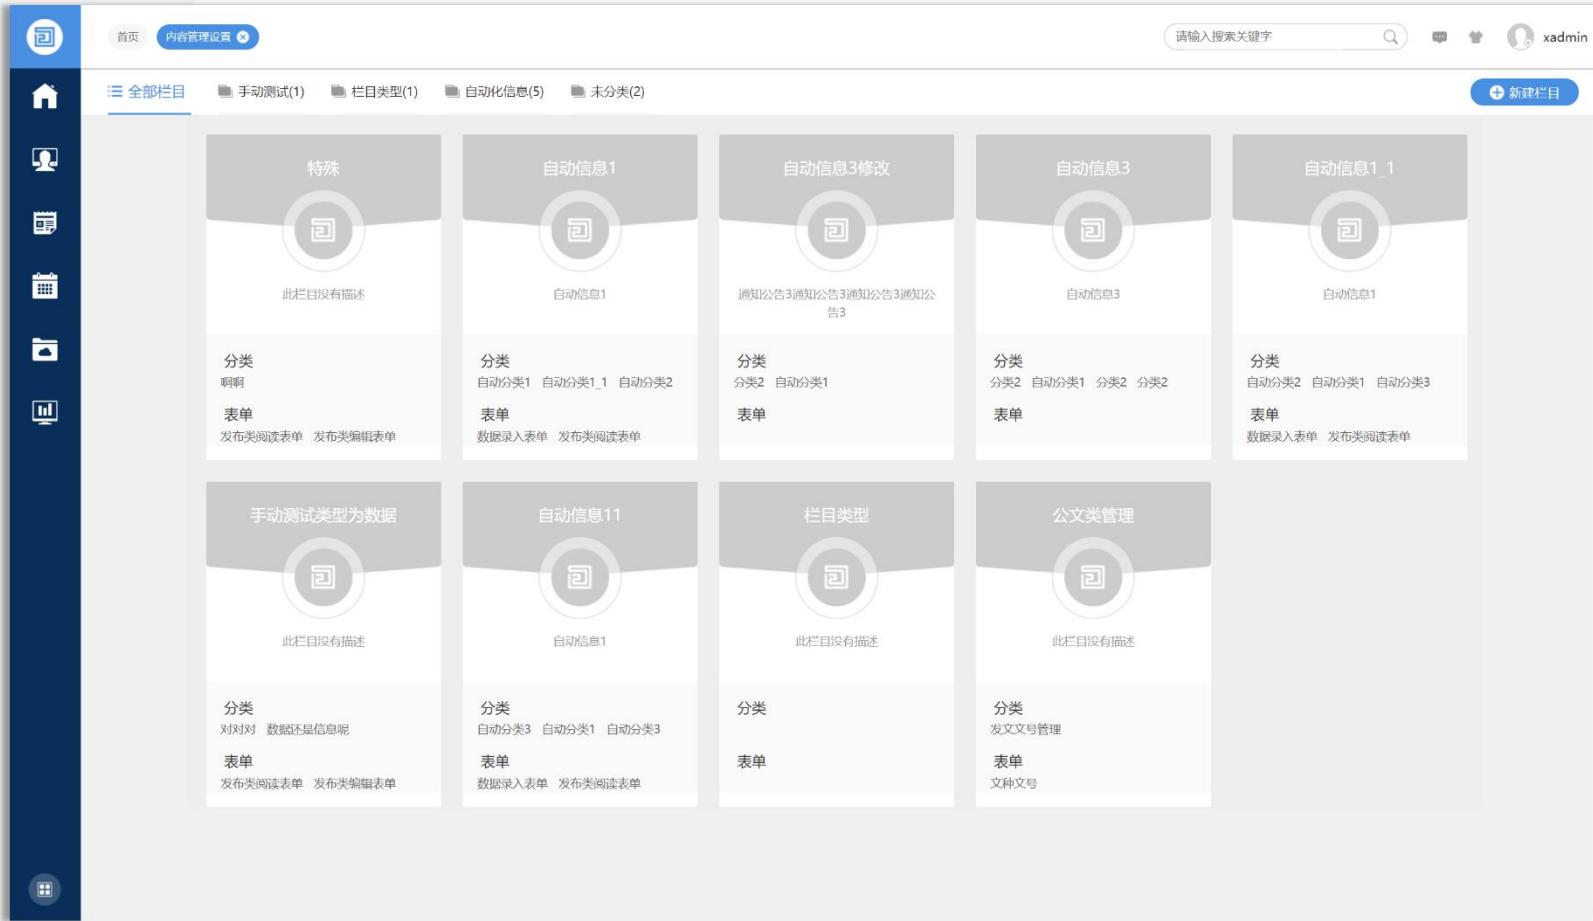 首页 内容管理设置 请输入搜索关键字 xadmin
全部栏目 手动测试(1) 栏目类型(1) 自动化信息(5) 未分类(2) 新建栏目
特殊
此栏目没有描述
分类
啊啊
表单
发布类阅读表单 发布类编辑表单
自动信息1
自动信息1
分类
自动分类1 自动分类1_1 自动分类2
表单
数据录入表单 发布类阅读表单
自动信息3修改
通知公告3通知公告3通知公告3通知公
告3
分类
分类2 自动分类1
表单
自动信息3
自动信息3
分类
分类2 自动分类1 分类2 分类2
表单
自动信息1_1
自动信息1
分类
自动分类2 自动分类1 自动分类3
表单
数据录入表单 发布类阅读表单
手动测试类型为数据
此栏目没有描述
分类
对对对 数据还是信息呢
表单
发布类阅读表单 发布类编辑表单
自动信息11
自动信息1
分类
自动分类3 自动分类1 自动分类3
表单
数据录入表单 发布类阅读表单
栏目类型
此栏目没有描述
分类
表单
公文类管理
此栏目没有描述
分类
发文文号管理
表单
文种文号